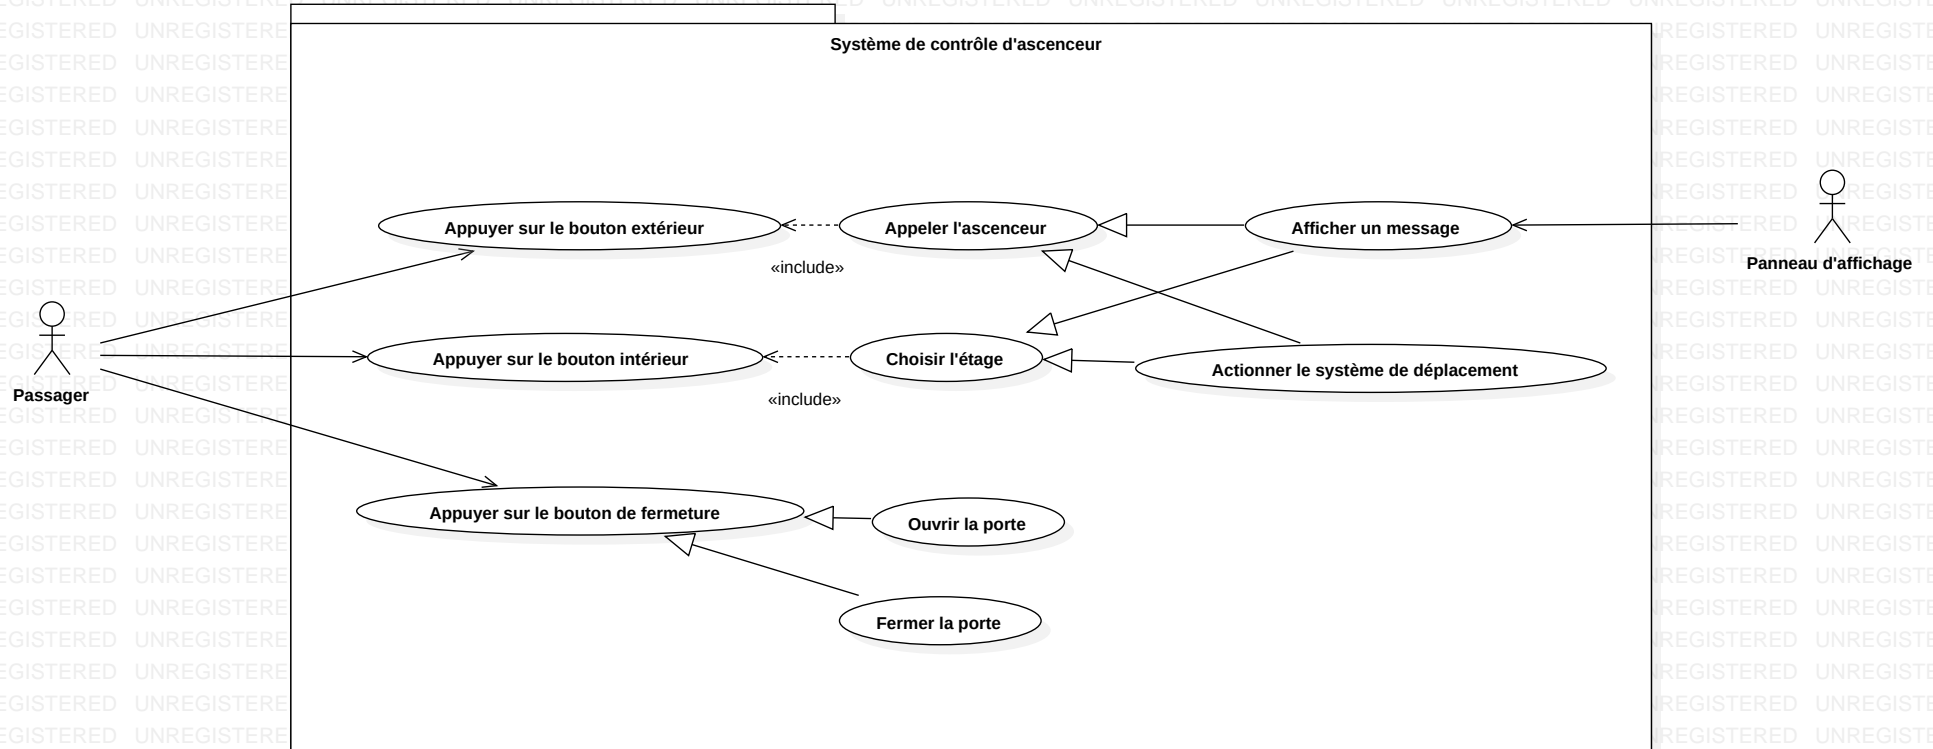 Système de contrôle d'ascenceur
Appuyer sur le bouton extérieur
Appeler l'ascenceur
Afficher un message
«include»
Panneau d'affichage
Appuyer sur le bouton intérieur
Choisir l'étage
Actionner le système de déplacement
Passager
«include»
Appuyer sur le bouton de fermeture
Ouvrir la porte
Fermer la porte
UNREGISTERED